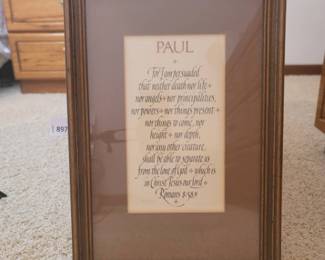 PAUL
For I am persuaded
that neither death nor life +
nor angels + nor principalities,
nor powers + nor things present +
nor things to come, nor
height + nor depth,
nor any other creature,
shall be able to separate us
from the love of God + which is
in Christ Jesus our lord +
Romans 8:38,9
897